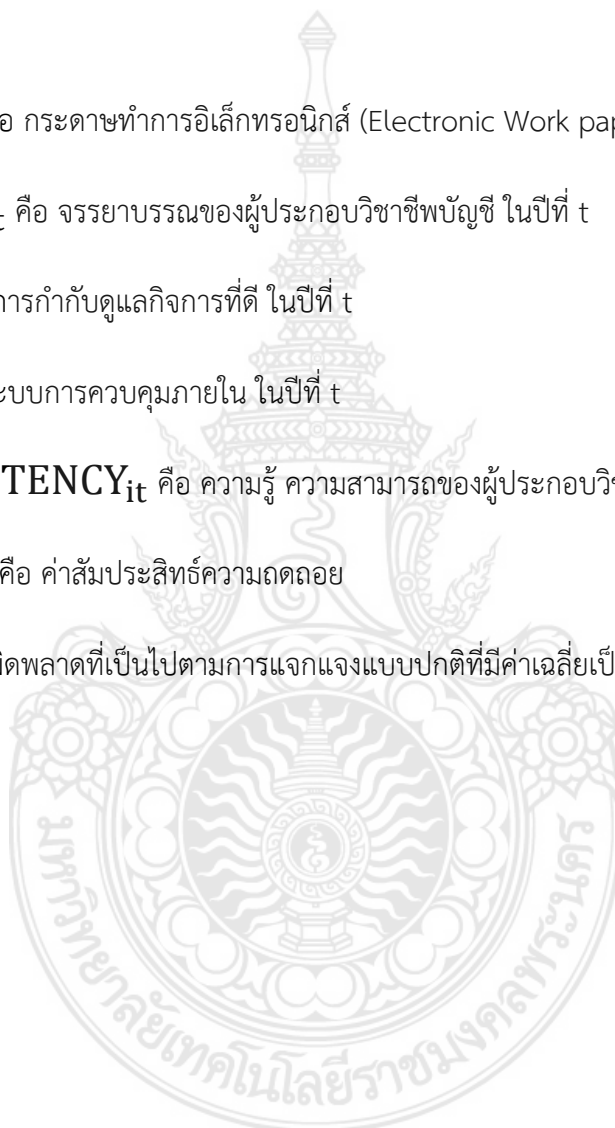 อ กระดาษทำการอิเล็กทรอนิกส์ (Electronic Work pap
t คือ จรรยาบรรณของผู้ประกอบวิชาชีพบัญชี ในปีที่ t
การกำกับดูแลกิจการที่ดี ในปีที่ t
ะบบการควบคุมภายใน ในปีที่ t
TENCYit คือ ความรู้ ความสามารถของผู้ประกอบวิช
คือ ค่าสัมประสิทธ์ความถดถอย
ผิดพลาดที่เป็นไปตามการแจกแจงแบบปกติที่มีค่าเฉลี่ยเป็
มหาวิทยาลัยเทคโนโลยีราชมงคลพระนคร